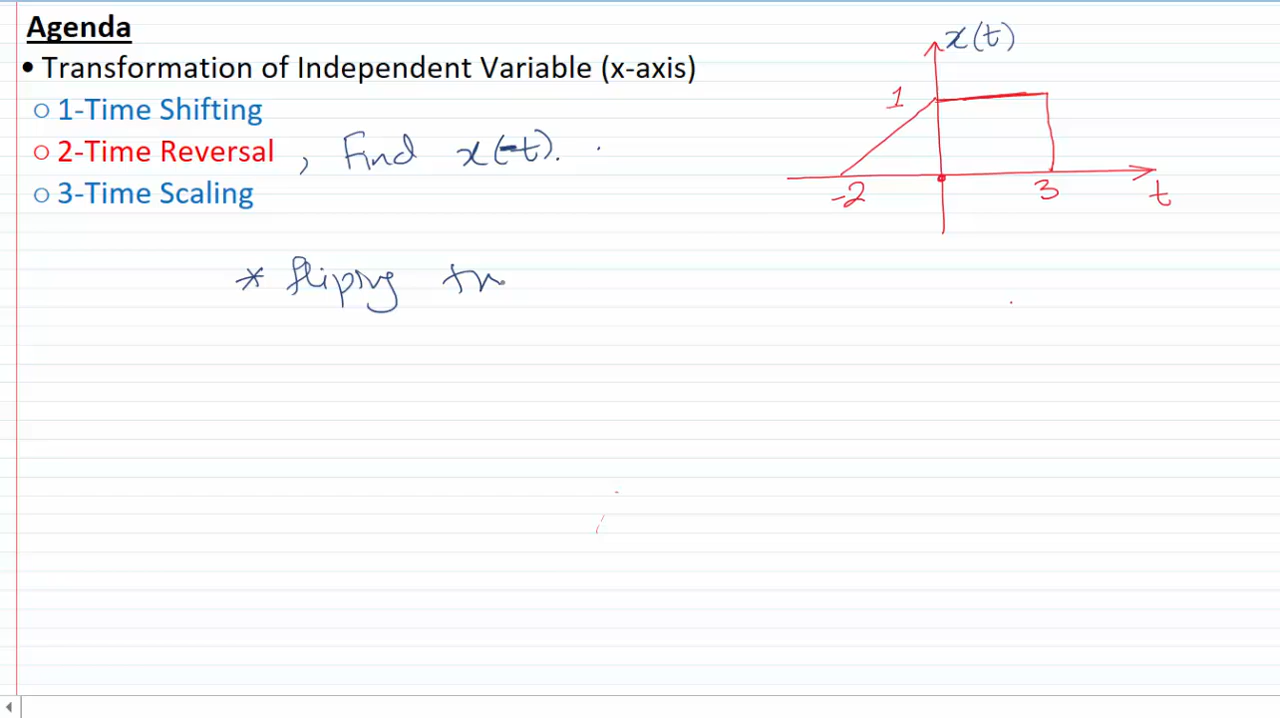 Agenda
• Transformation of Independent Variable (x-axis)
○ 1-Time Shifting
○ 2-Time Reversal , Find x(-t).
○ 3-Time Scaling
* fliping
x(t)
1
-2
3
t